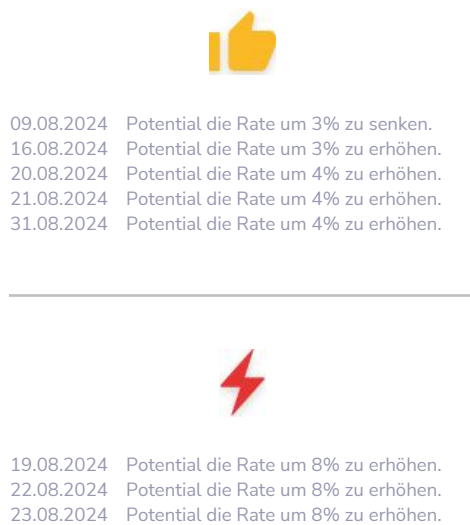 09.08.2024 Potential die Rate um 3% zu senken.
16.08.2024 Potential die Rate um 3% zu erhöhen.
20.08.2024 Potential die Rate um 4% zu erhöhen.
21.08.2024 Potential die Rate um 4% zu erhöhen.
31.08.2024 Potential die Rate um 4% zu erhöhen.
19.08.2024 Potential die Rate um 8% zu erhöhen.
22.08.2024 Potential die Rate um 8% zu erhöhen.
23.08.2024 Potential die Rate um 8% zu erhöhen.